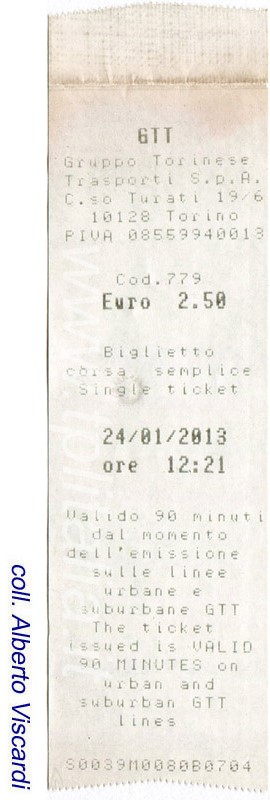 GTT
Gruppo Torinese
Trasporti S.p.A.
C.so Turati 19/6
10128 Torino
PIVA 08559940013
Cod.779
Euro 2.50
Biglietto
corsa semplice
Single ticket
24/01/2013
ore 12:21
Valido 90 minuti
dal momento
dell'emissione
sulle linee
urbane e
suburbane GTT
The ticket
issued is VALID
90 MINUTES on
urban and
suburban GTT
lines
S0039M0080B0704
coll. Alberto Viscardi